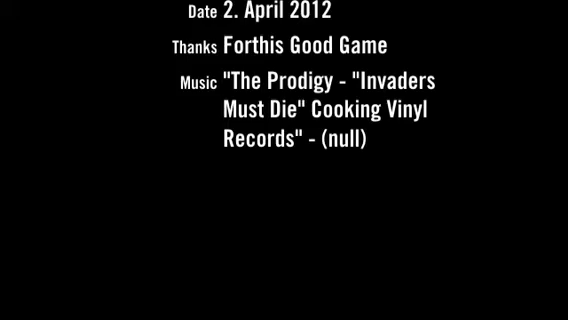 Date 2. April 2012
Thanks Forthis Good Game
Music "The Prodigy - "Invaders
Must Die" Cooking Vinyl
Records" - (null)